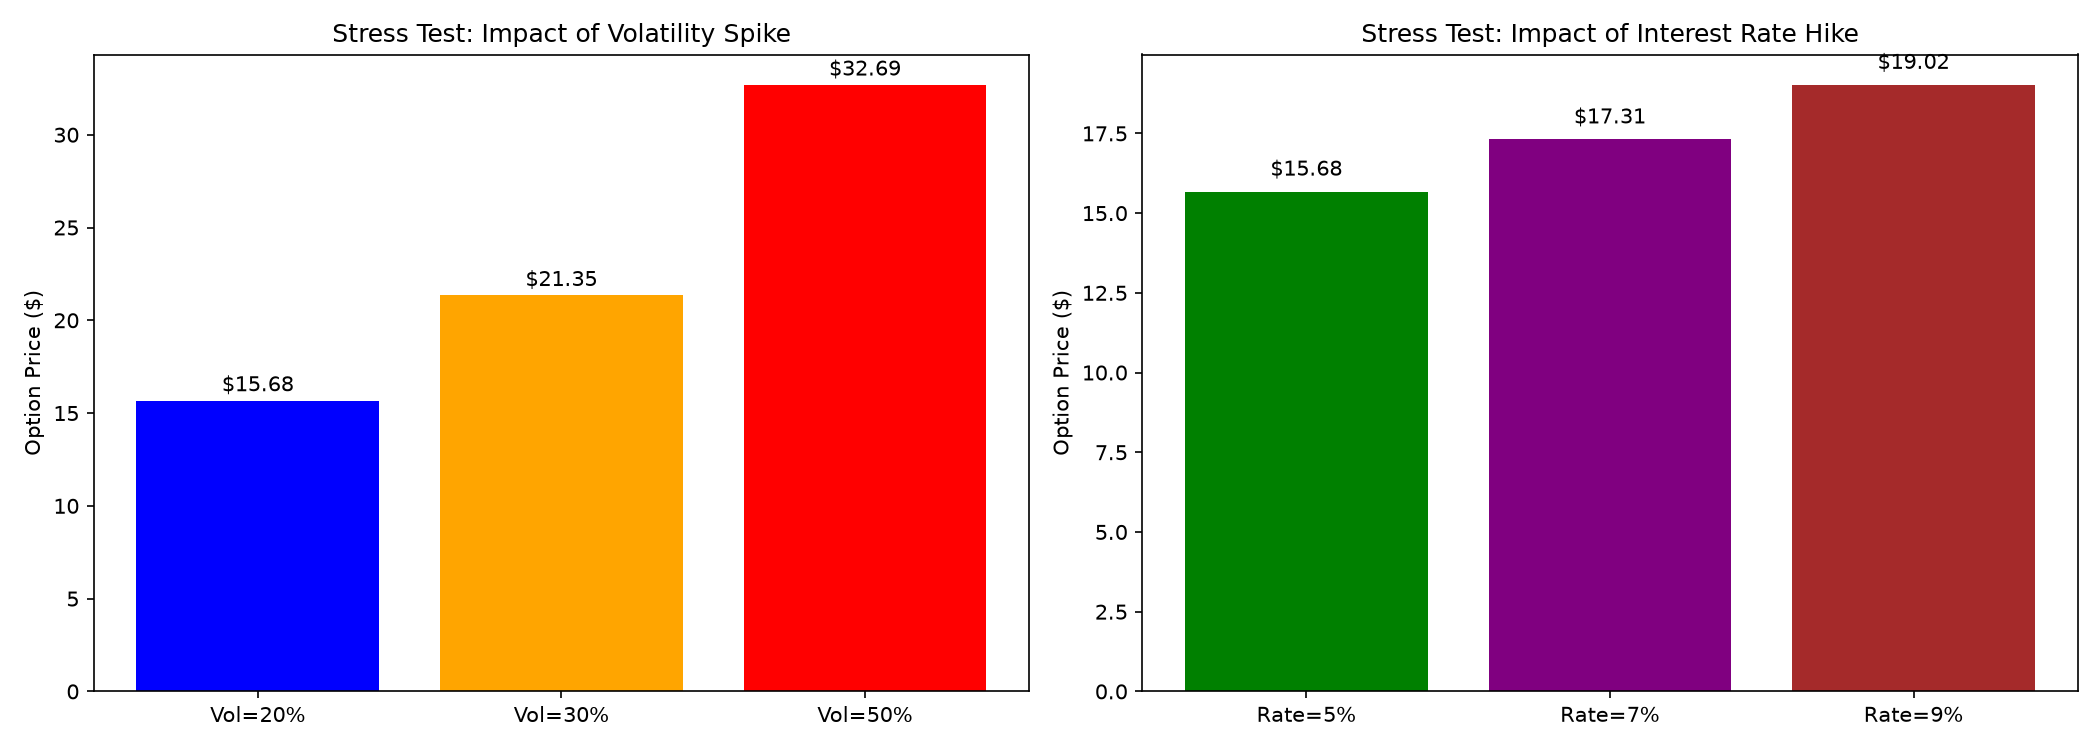 Stress Test: Impact of Volatility Spike
Option Price ($)
30
25
20
15
10
5
0
$15.68
$21.35
$32.69
Vol=20%
Vol=30%
Vol=50%
Stress Test: Impact of Interest Rate Hike
Option Price ($)
17.5
15.0
12.5
10.0
7.5
5.0
2.5
0.0
$15.68
$17.31
$19.02
Rate=5%
Rate=7%
Rate=9%